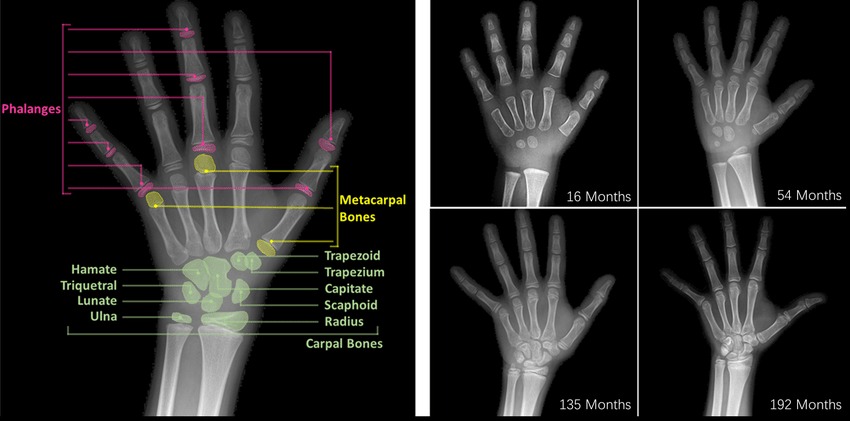 Phalanges
Metacarpal
Bones
Hamate
Triquetral
Lunate
Ulna
Trapezoid
Trapezium
Capitate
Scaphoid
Radius
Carpal Bones
16 Months
54 Months
135 Months
192 Months